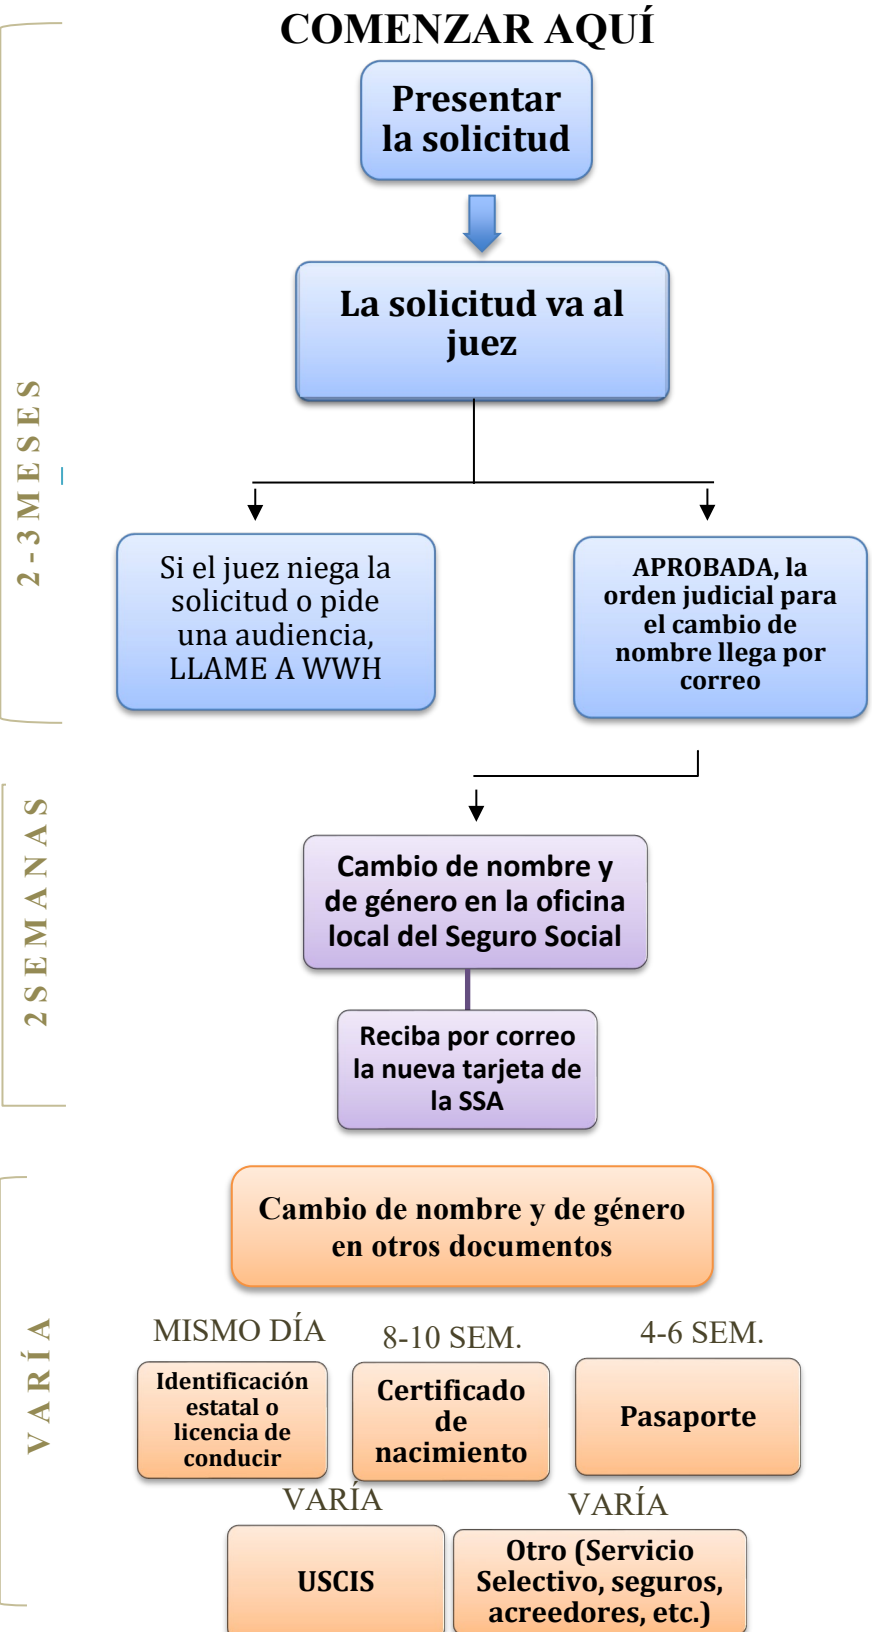 COMENZAR AQUÍ
Presentar
la solicitud
La solicitud va al
juez
2-3 MESES
Si el juez niega la
solicitud o pide
una audiencia,
LLAME A WWH
APROBADA, la
orden judicial para
el cambio de
nombre llega por
correo
2 SEMANAS
Cambio de nombre y
de género en la oficina
local del Seguro Social
Reciba por correo
la nueva tarjeta de
la SSA
VARÍA
Cambio de nombre y de género
en otros documentos
MISMO DÍA
Identificación
estatal o
licencia de
conducir
8-10 SEM.
Certificado
de
nacimiento
4-6 SEM.
Pasaporte
VARÍA
USCIS
VARÍA
Otro (Servicio
Selectivo, seguros,
acreedores, etc.)